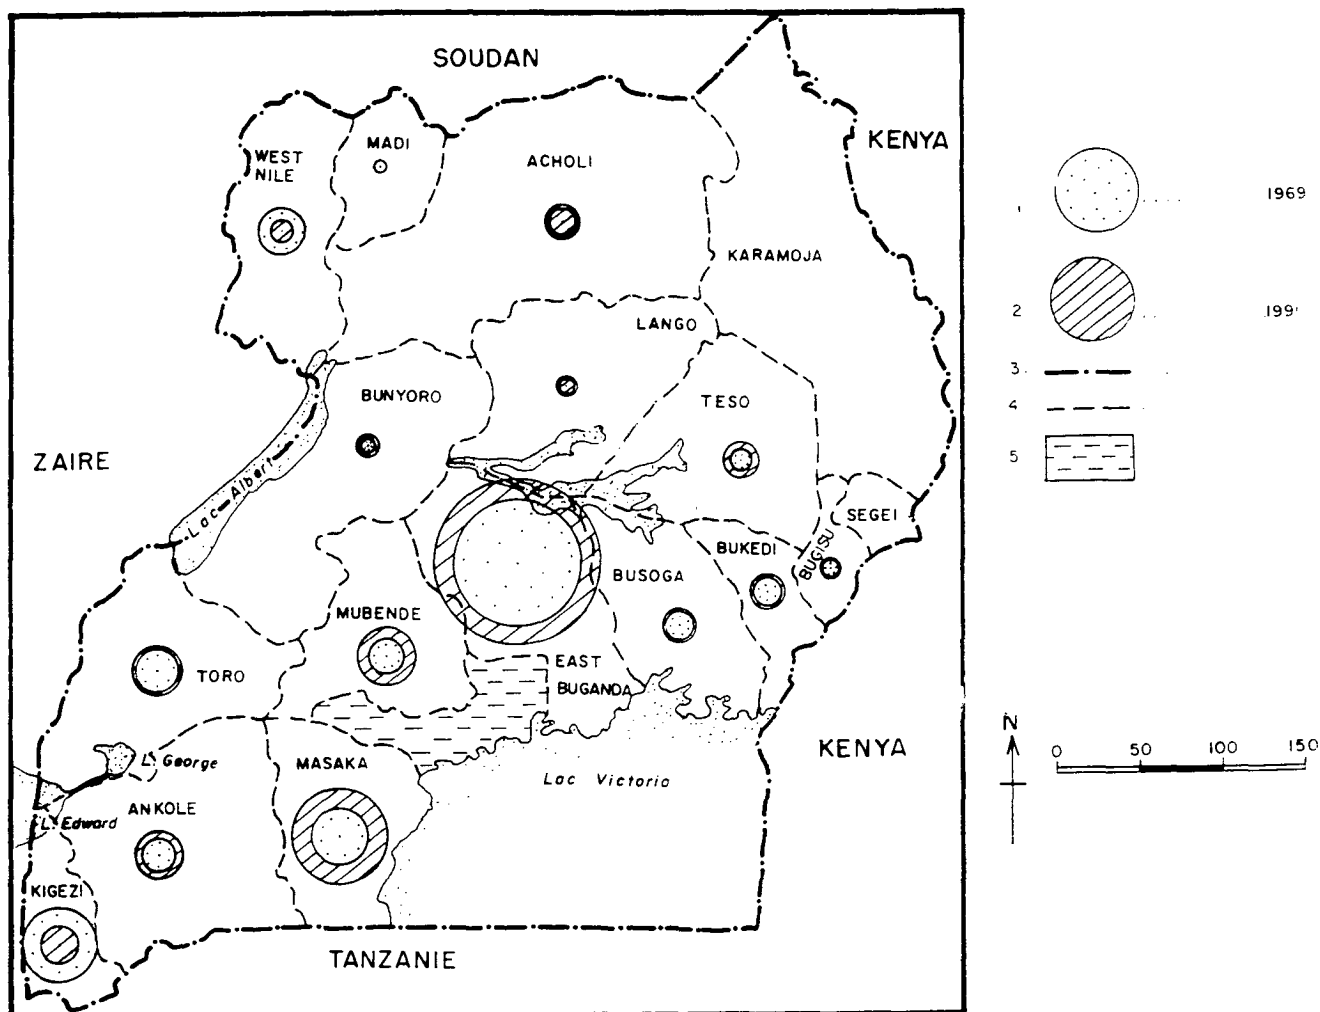 SOUDAN
KENYA
WEST
NILE
MADI
ACHOLI
KARAMOJA
LANGO
BUNYORO
TESO
ZAIRE
Lac Albert
SEGEI
BUKEDI
BUGISU
BUSOGA
MUBENDE
TORO
EAST
BUGANDA
L. George
MASAKA
KENYA
Lac Victoria
ANKOLE
L. Edward
KIGEZI
TANZANIE
1 1969
2 199'
3
4
5
N
0 50 100 150